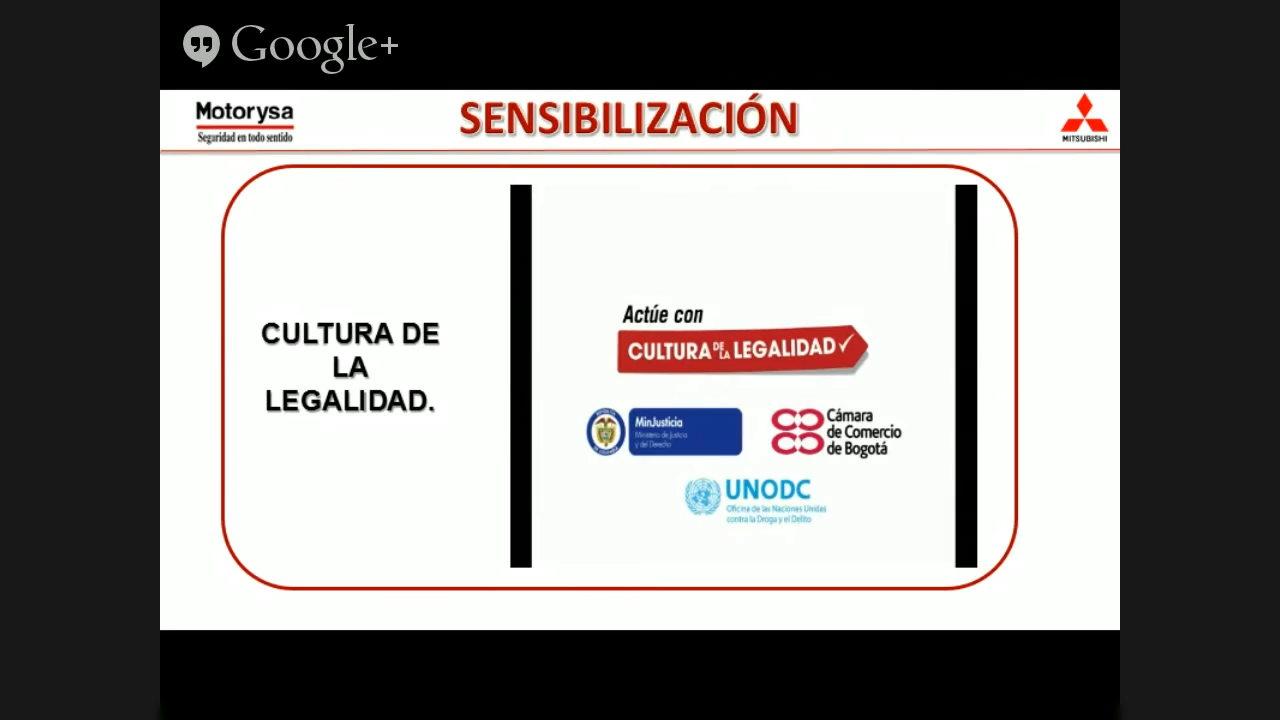 Google+
Motorysa
Seguridad en todo sentido
SENSIBILIZACIÓN
MITSUBISHI
CULTURA DE
LA
LEGALIDAD.
Actúe con
CULTURA DE LA LEGALIDAD
MinJusticia
Ministerio de Justicia
y del Derecho
Cámara
de Comercio
de Bogotá
UNODC
Oficina de las Naciones Unidas
contra la Droga y el Delito